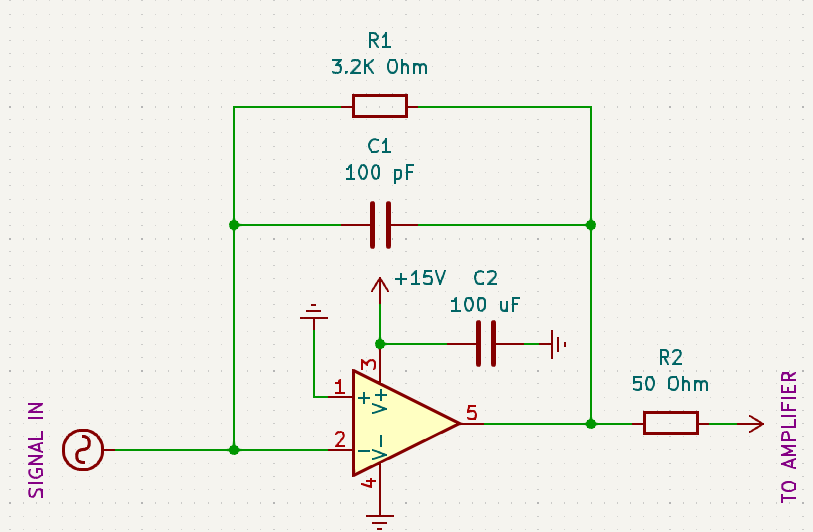 R1
3.2K Ohm
C1
100 pF
+15V
C2
100 uF
3
1
+
V+
2
-
V-
4
5
R2
50 Ohm
SIGNAL IN
TO AMPLIFIER